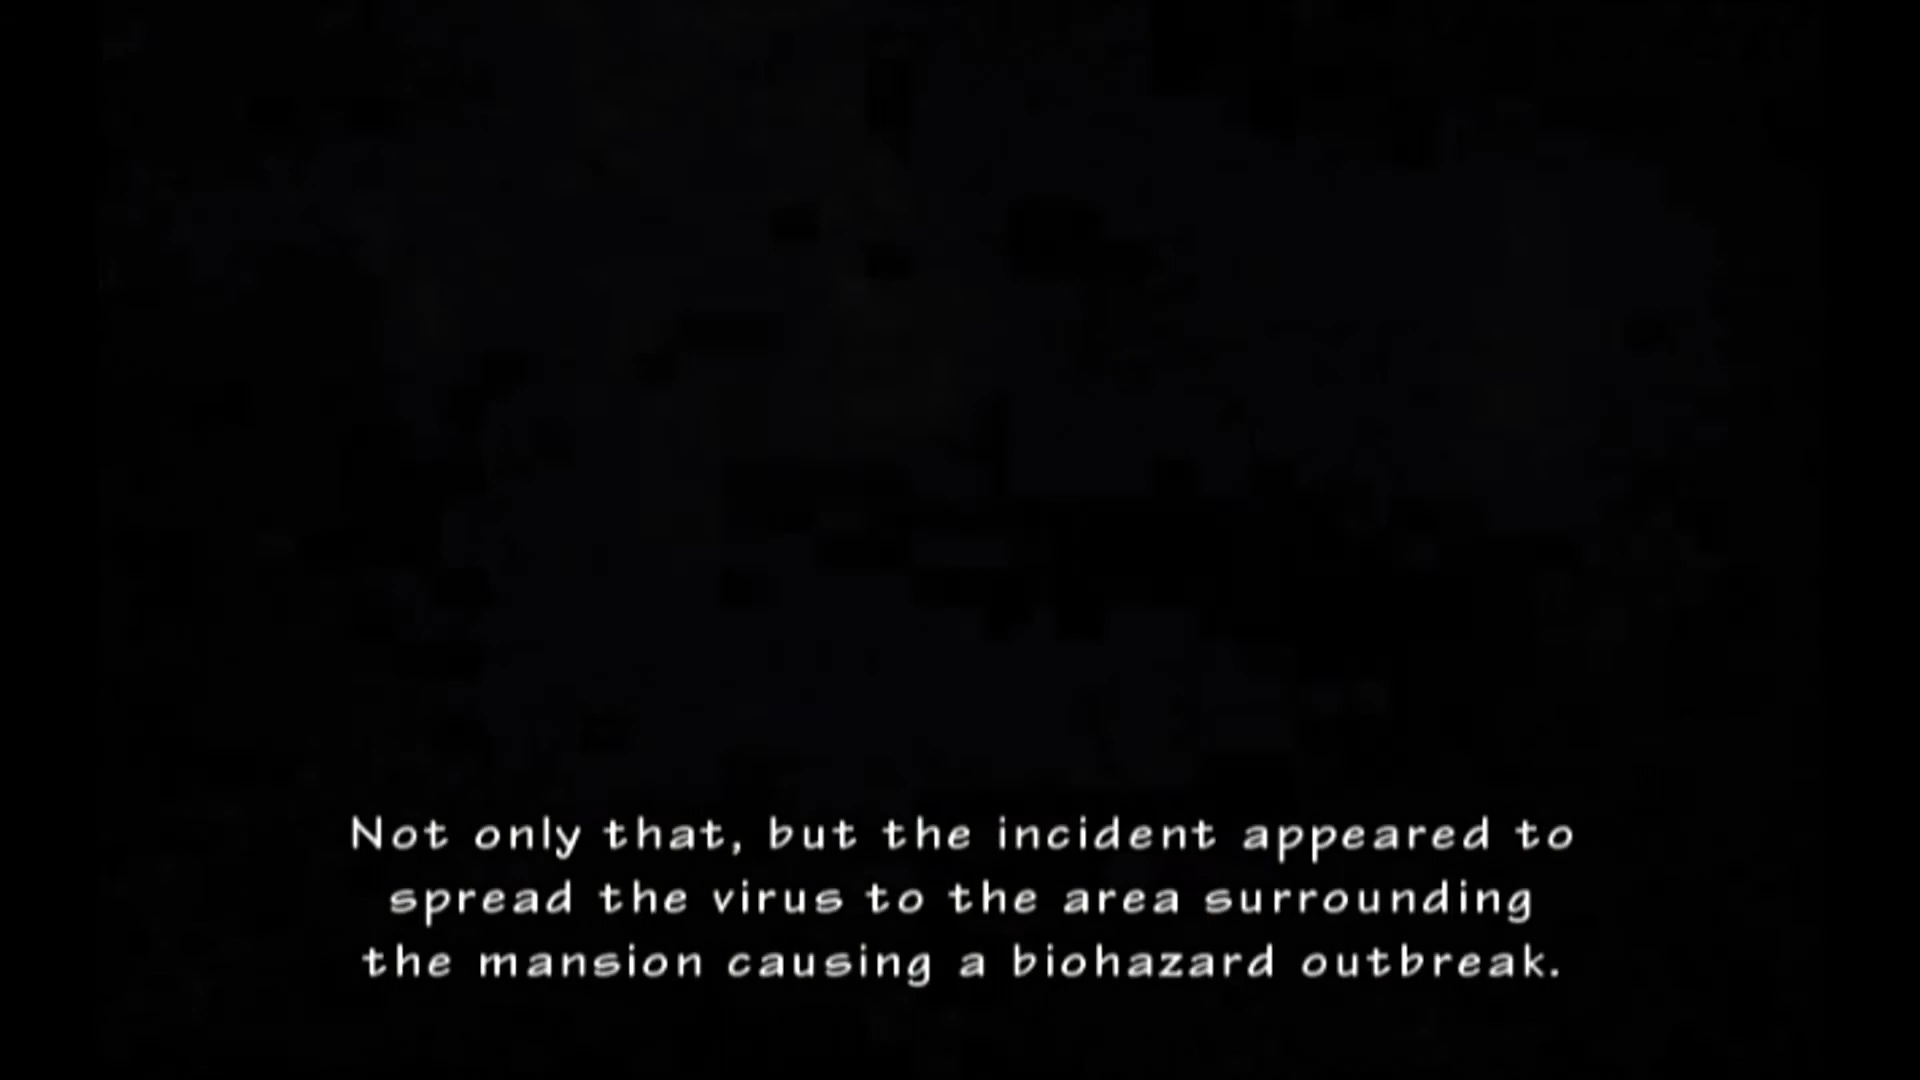 Not only that, but the incident appeared to
spread the virus to the area surrounding
the mansion causing a biohazard outbreak.